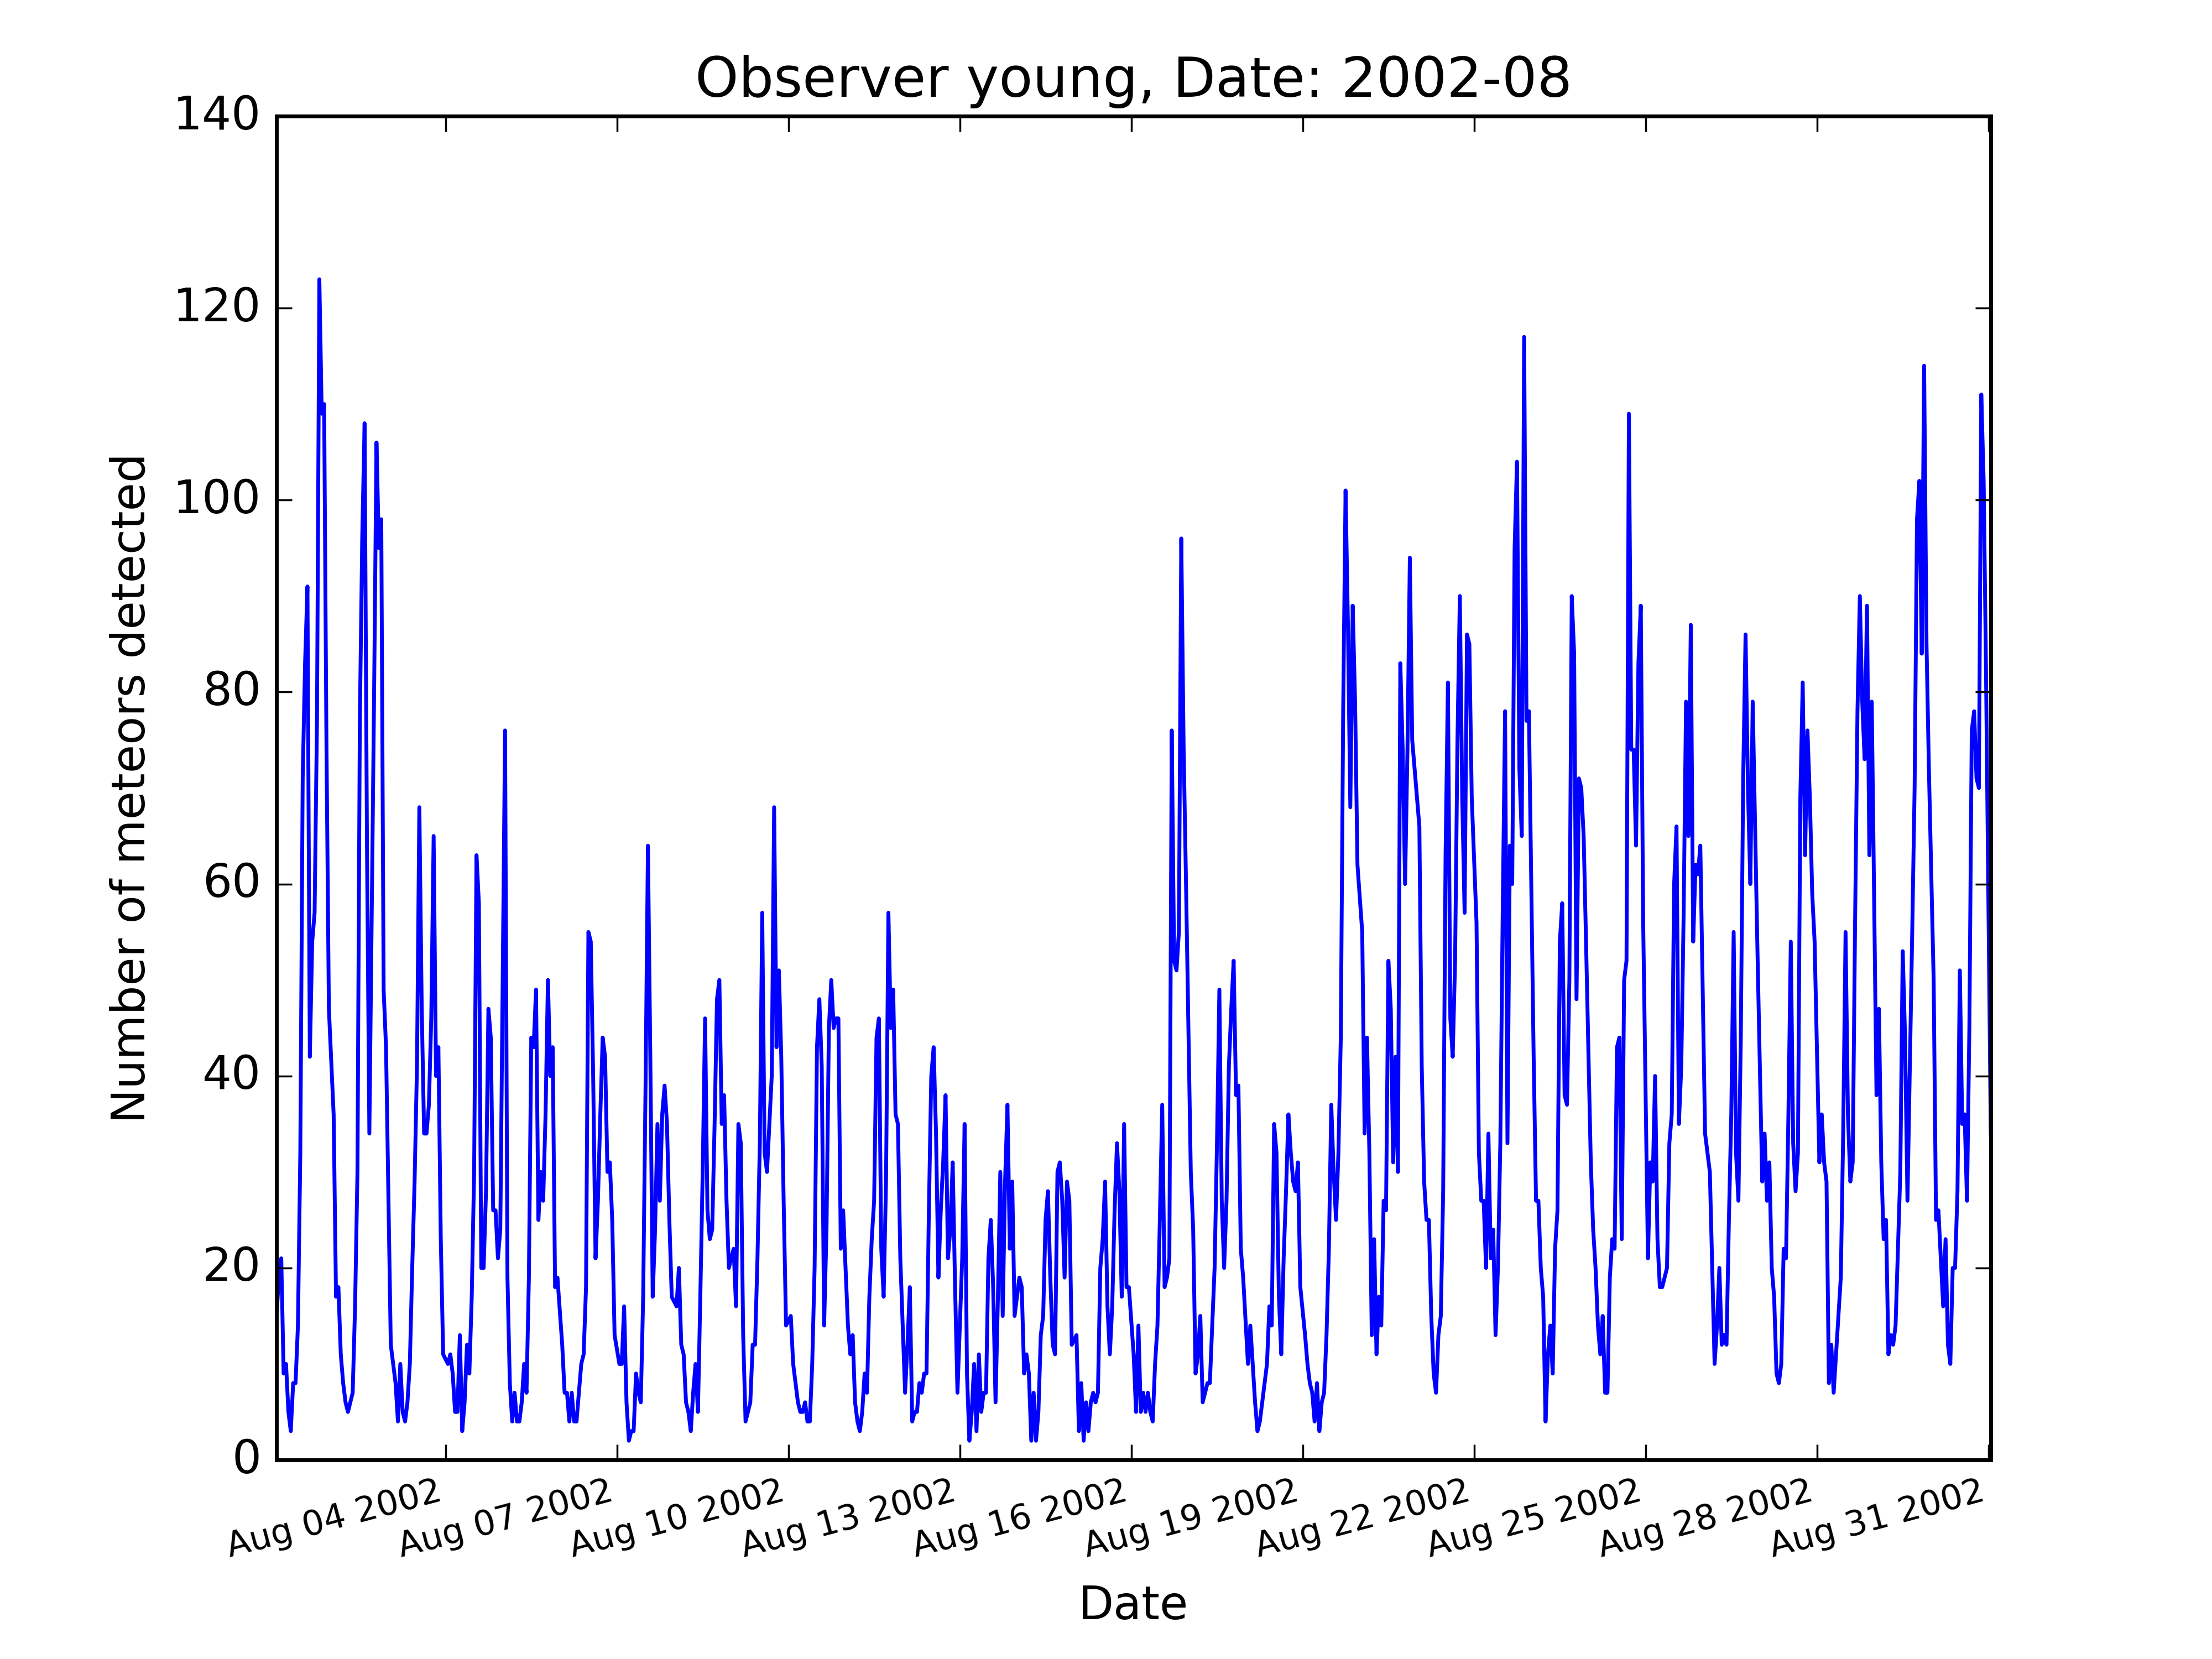 Observer young, Date: 2002-08
140
120
100
80
60
40
20
0
Number of meteors detected
Aug 04 2002
Aug 07 2002
Aug 10 2002
Aug 13 2002
Aug 16 2002
Aug 19 2002
Aug 22 2002
Aug 25 2002
Aug 28 2002
Aug 31 2002
Date